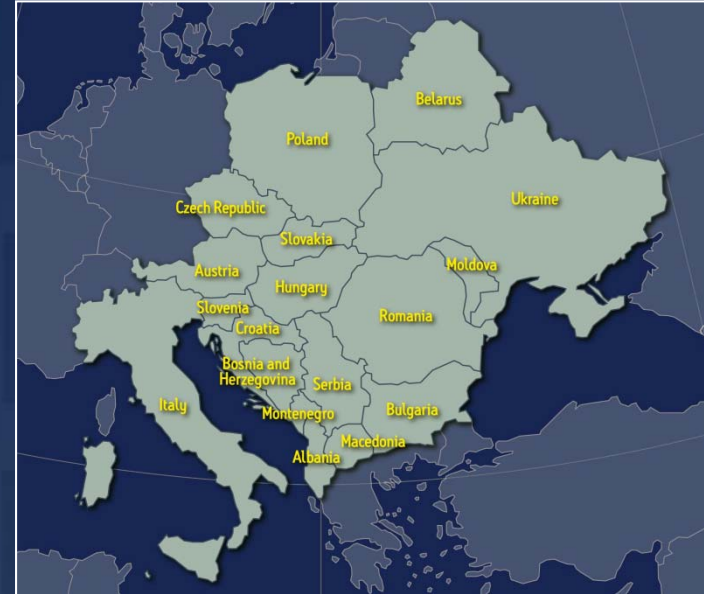 Belarus
Poland
Ukraine
Czech Republic
Slovakia
Moldova
Austria
Hungary
Slovenia
Romania
Croatia
Bosnia and
Herzegovina
Serbia
Italy
Montenegro
Bulgaria
Macedonia
Albania